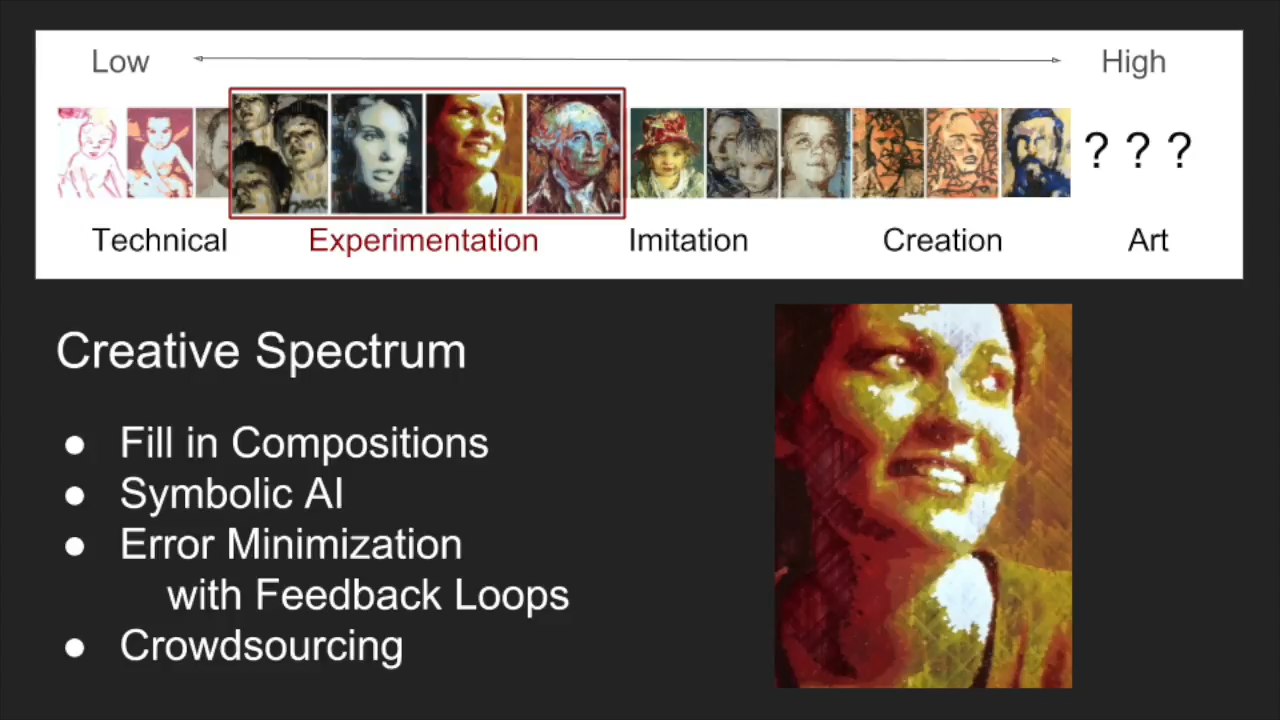 Low High
? ? ?
Technical Experimentation Imitation Creation Art
Creative Spectrum
● Fill in Compositions
● Symbolic AI
● Error Minimization
with Feedback Loops
● Crowdsourcing